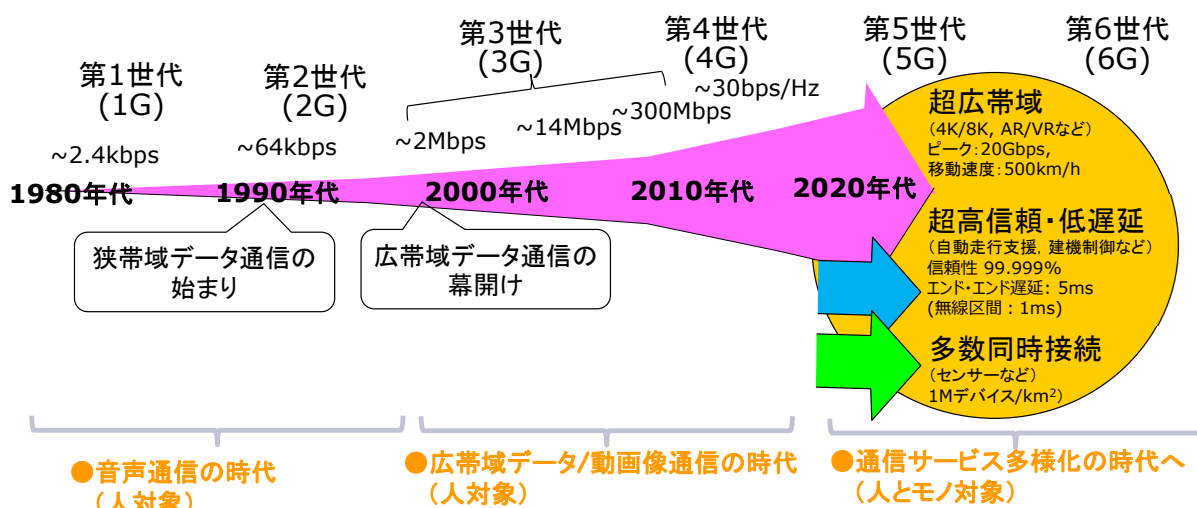 第1世代
(1G)
第2世代
(2G)
第3世代
(3G)
第4世代
(4G)
第5世代
(5G)
第6世代
(6G)
~2.4kbps
~64kbps
~2Mbps
~14Mbps
~300Mbps
~30bps/Hz
1980年代
1990年代
2000年代
2010年代
2020年代
狭帯域データ通信の
始まり
広帯域データ通信の
幕開け
超広帯域
(4K/8K, AR/VRなど)
ピーク:20Gbps,
移動速度:500km/h
超高信頼・低遅延
(自動走行支援, 建機制御など)
信頼性 99.999%
エンド・エンド遅延: 5ms
(無線区間:1ms)
多数同時接続
(センサーなど)
1Mデバイス/km²)
●音声通信の時代
(人対象)
●広帯域データ/動画像通信の時代
(人対象)
●通信サービス多様化の時代へ
(人とモノ対象)